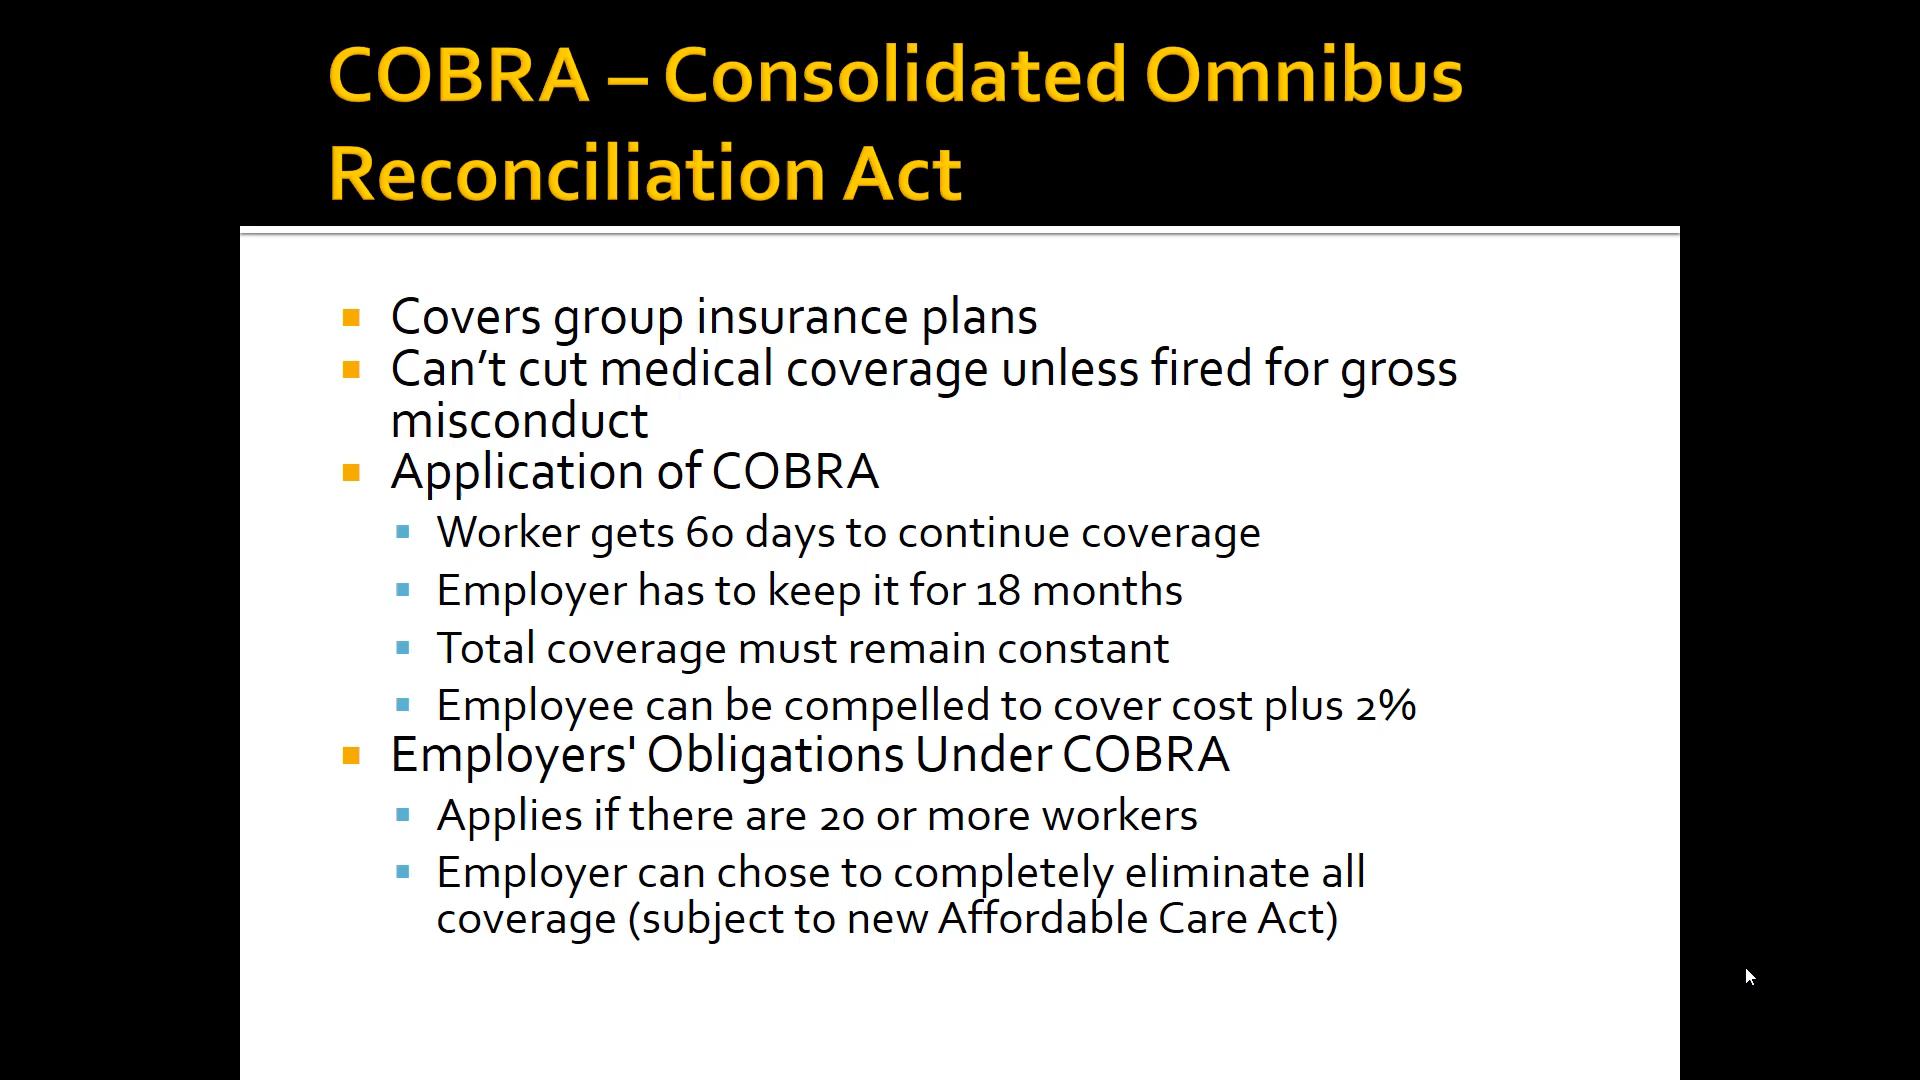 COBRA – Consolidated Omnibus
Reconciliation Act
Covers group insurance plans
Can’t cut medical coverage unless fired for gross
misconduct
Application of COBRA
Worker gets 60 days to continue coverage
Employer has to keep it for 18 months
Total coverage must remain constant
Employee can be compelled to cover cost plus 2%
Employers' Obligations Under COBRA
Applies if there are 20 or more workers
Employer can chose to completely eliminate all
coverage (subject to new Affordable Care Act)